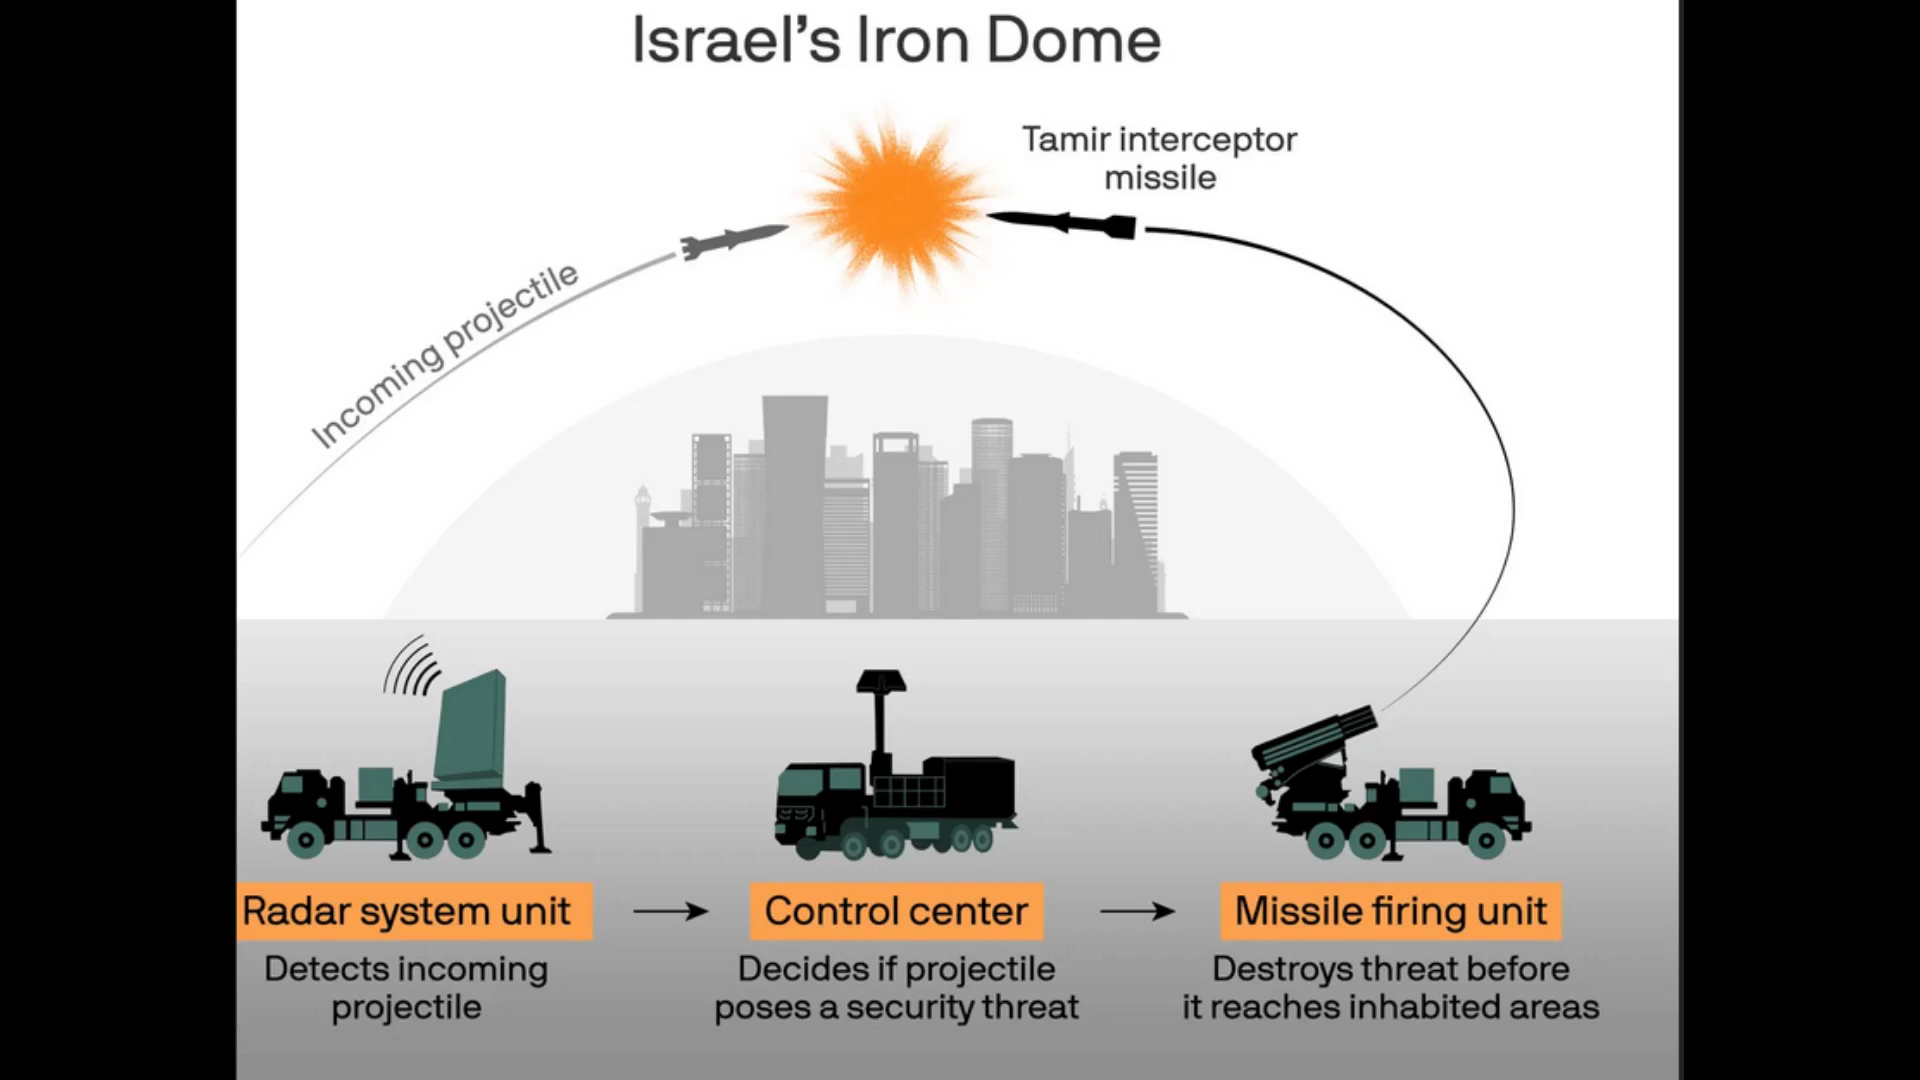 Israel’s Iron Dome
Tamir interceptor
missile
Incoming projectile
Radar system unit
Detects incoming
projectile
Control center
Decides if projectile
poses a security threat
Missile firing unit
Destroys threat before
it reaches inhabited areas